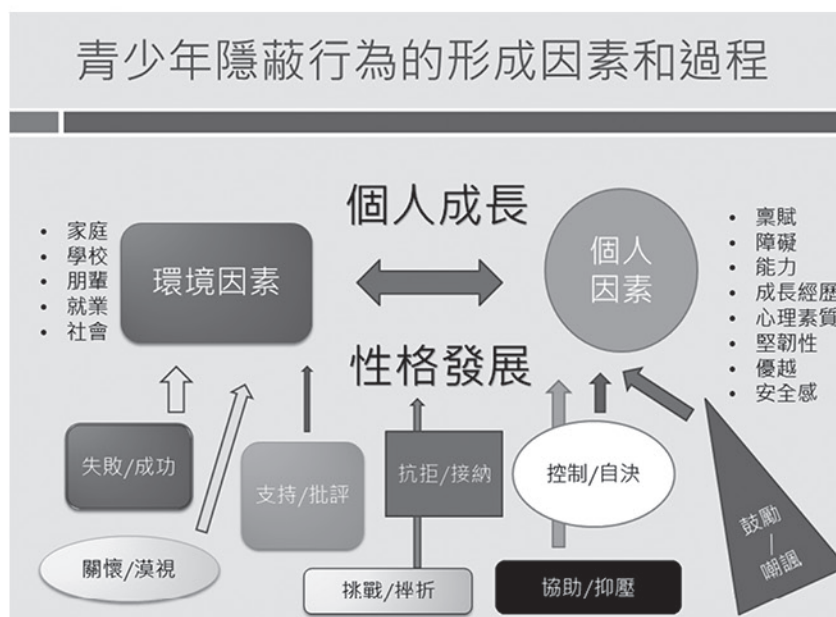 青少年隱蔽行為的形成因素和過程
個人成長
• 家庭
• 學校
• 朋輩
• 就業
• 社會
環境因素
個人
因素
• 稟賦
• 障礙
• 能力
• 成長經歷
• 心理素質
• 堅韌性
• 優越
• 安全感
性格發展
失敗/成功
支持/批評
抗拒/接納
控制/自決
鼓勵
/
嘲諷
關懷/漠視
挑戰/挫折
協助/抑壓